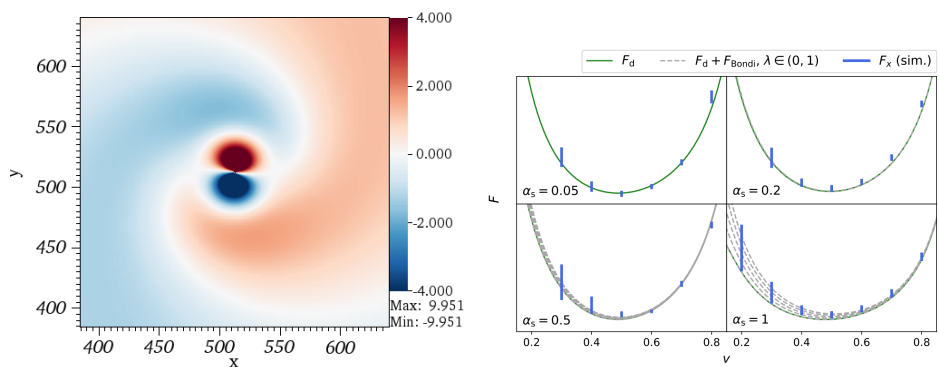 4.000
2.000
0.000
-2.000
-4.000
Max: 9.951
Min: -9.951
600
550
500
450
400
y
400 450 500 550 600
x
F_d F_d + F_Bondi, λ ∈ (0, 1) F_x (sim.)
F
α_s = 0.05
α_s = 0.2
α_s = 0.5
α_s = 1
0.2 0.4 0.6 0.8 0.2 0.4 0.6 0.8
v